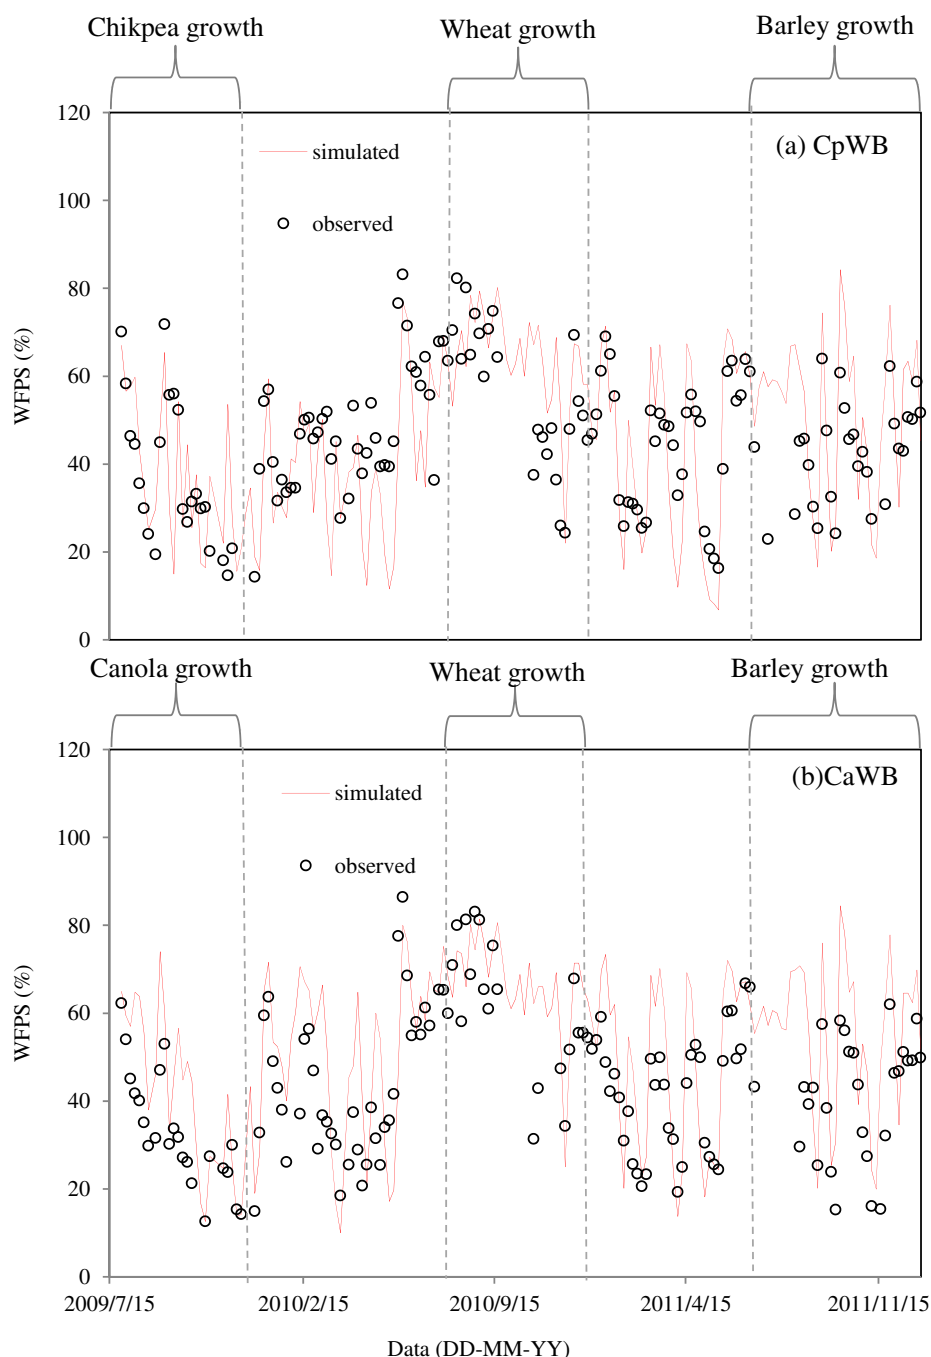 Chikpea growth
Wheat growth
Barley growth
120
simulated
(a) CpWB
100
observed
80
WFPS (%)
60
40
20
0
Canola growth
Wheat growth
Barley growth
120
simulated
(b)CaWB
100
observed
80
WFPS (%)
60
40
20
0
2009/7/15
2010/2/15
2010/9/15
2011/4/15
2011/11/15
Data (DD-MM-YY)